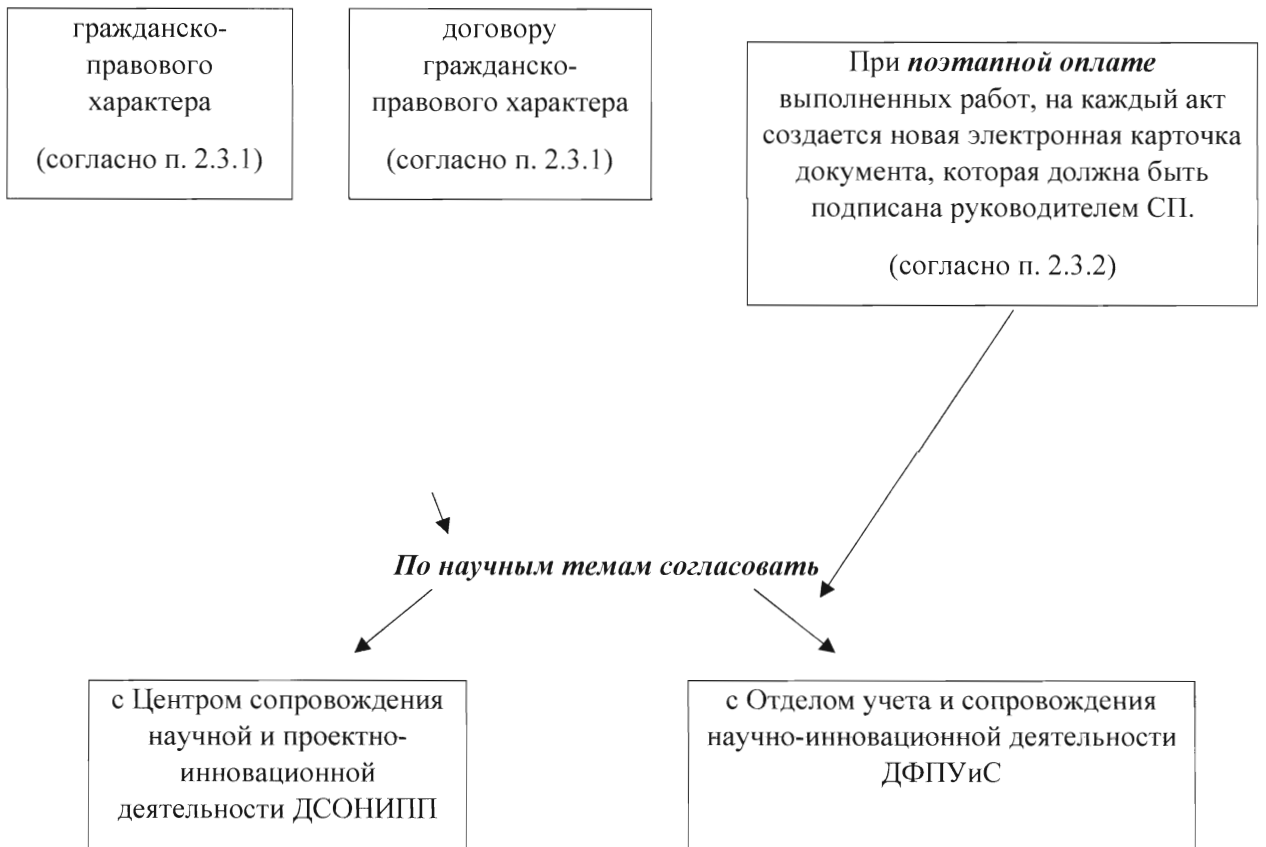 гражданско-
правового
характера
(согласно п. 2.3.1)
договору
гражданско-
правового характера
(согласно п. 2.3.1)
При поэтапной оплате
выполненных работ, на каждый акт
создается новая электронная карточка
документа, которая должна быть
подписана руководителем СП.
(согласно п. 2.3.2)
По научным темам согласовать
с Центром сопровождения
научной и проектно-
инновационной
деятельности ДСОНИПП
с Отделом учета и сопровождения
научно-инновационной деятельности
ДФПУиС